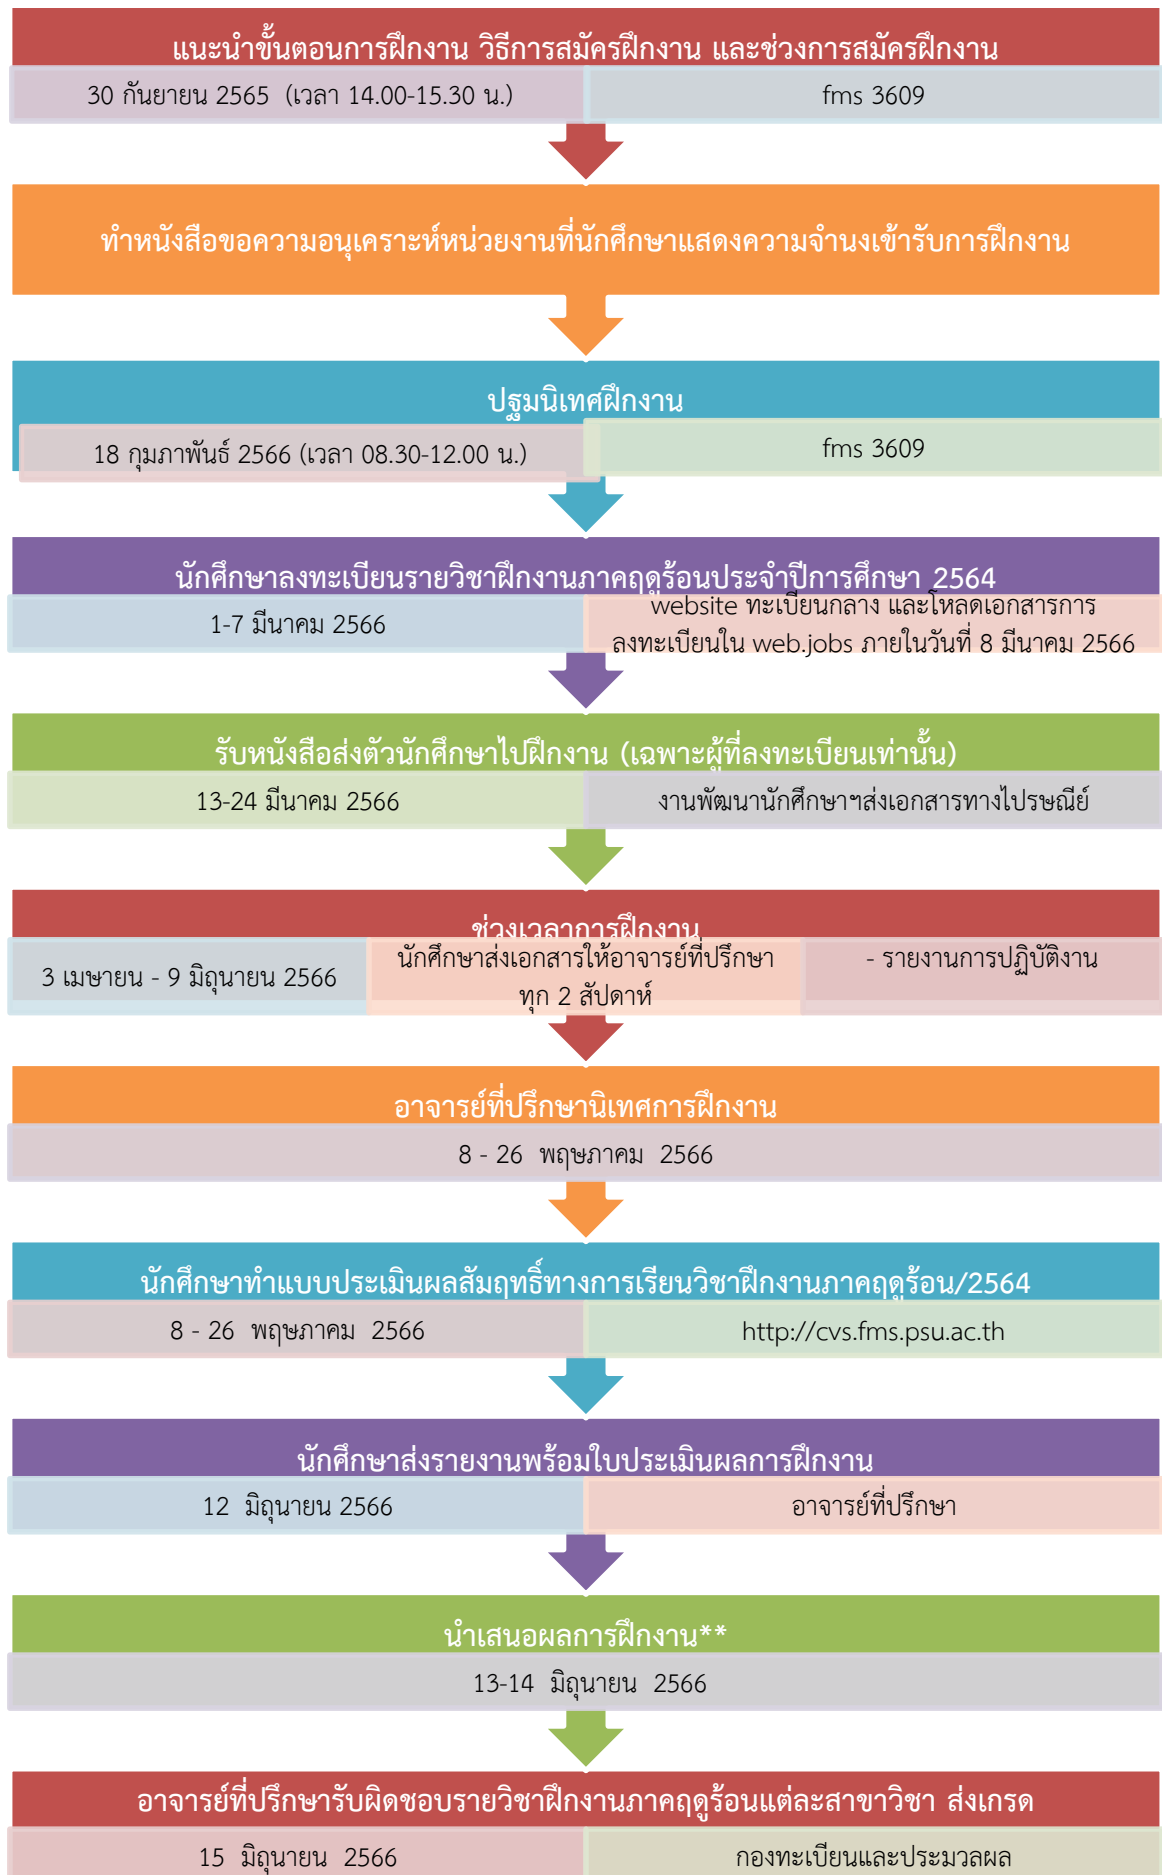 แนะนำขั้นตอนการฝึกงาน วิธีการสมัครฝึกงาน และช่วงการสมัครฝึกงาน
30 กันยายน 2565 (เวลา 14.00-15.30 น.)
fms 3609
ทำหนังสือขอความอนุเคราะห์หน่วยงานที่นักศึกษาแสดงความจำนงเข้ารับการฝึกงาน
ปฐมนิเทศฝึกงาน
18 กุมภาพันธ์ 2566 (เวลา 08.30-12.00 น.)
fms 3609
นักศึกษาลงทะเบียนรายวิชาฝึกงานภาคฤดูร้อนประจำปีการศึกษา 2564
1-7 มีนาคม 2566
website ทะเบียนกลาง และโหลดเอกสารการ
ลงทะเบียนใน web.jobs ภายในวันที่ 8 มีนาคม 2566
รับหนังสือส่งตัวนักศึกษาไปฝึกงาน (เฉพาะผู้ที่ลงทะเบียนเท่านั้น)
13-24 มีนาคม 2566
งานพัฒนานักศึกษาฯส่งเอกสารทางไปรษณีย์
ช่วงเวลาการฝึกงาน
3 เมษายน - 9 มิถุนายน 2566
นักศึกษาส่งเอกสารให้อาจารย์ที่ปรึกษา
ทุก 2 สัปดาห์
- รายงานการปฏิบัติงาน
อาจารย์ที่ปรึกษานิเทศการฝึกงาน
8 - 26 พฤษภาคม 2566
นักศึกษาทำแบบประเมินผลสัมฤทธิ์ทางการเรียนวิชาฝึกงานภาคฤดูร้อน/2564
8 - 26 พฤษภาคม 2566
http://cvs.fms.psu.ac.th
นักศึกษาส่งรายงานพร้อมใบประเมินผลการฝึกงาน
12 มิถุนายน 2566
อาจารย์ที่ปรึกษา
นำเสนอผลการฝึกงาน**
13-14 มิถุนายน 2566
อาจารย์ที่ปรึกษารับผิดชอบรายวิชาฝึกงานภาคฤดูร้อนแต่ละสาขาวิชา ส่งเกรด
15 มิถุนายน 2566
กองทะเบียนและประมวลผล